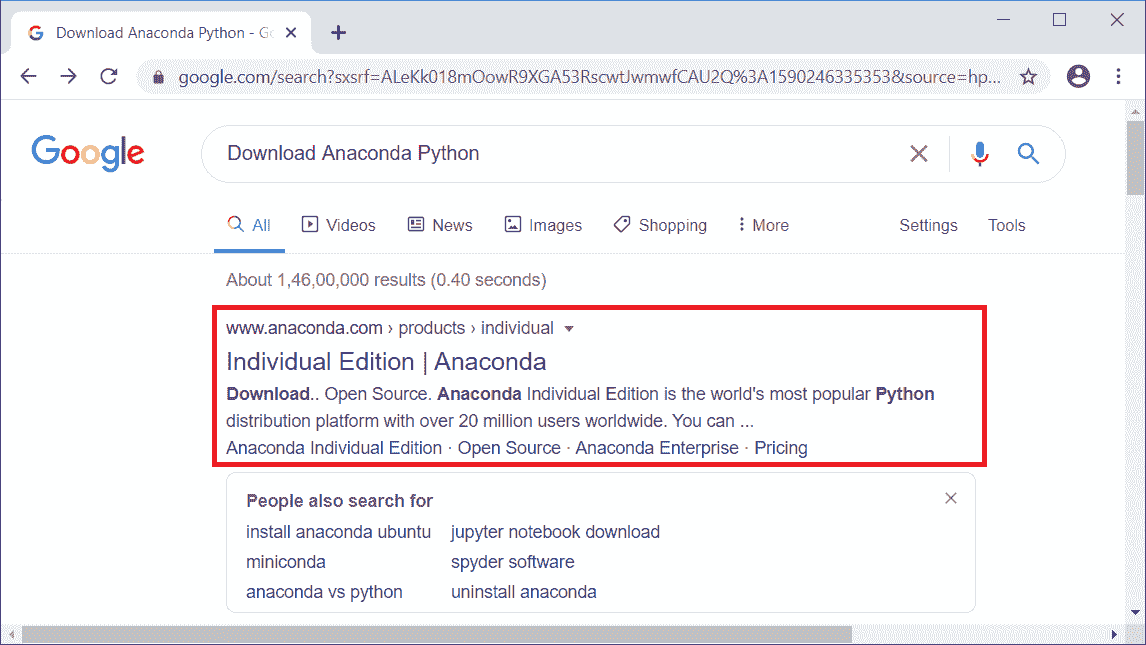 Download Anaconda Python - Go
google.com/search?sxsrf=ALeKk018mOowR9XGA53RscwtJwmwfCAU2Q%3A1590246335353&source=hp...
Google
Download Anaconda Python
All Videos News Images Shopping More Settings Tools
About 1,46,00,000 results (0.40 seconds)
www.anaconda.com › products › individual
Individual Edition | Anaconda
Download.. Open Source. Anaconda Individual Edition is the world's most popular Python
distribution platform with over 20 million users worldwide. You can ...
Anaconda Individual Edition · Open Source · Anaconda Enterprise · Pricing
People also search for
install anaconda ubuntu jupyter notebook download
miniconda spyder software
anaconda vs python uninstall anaconda